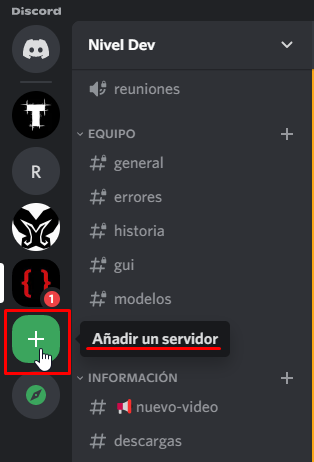 Discord
Nivel Dev
reuniones
EQUIPO
general
errores
historia
gui
modelos
Añadir un servidor
INFORMACIÓN
nuevo-video
descargas
T
R
{ }
1